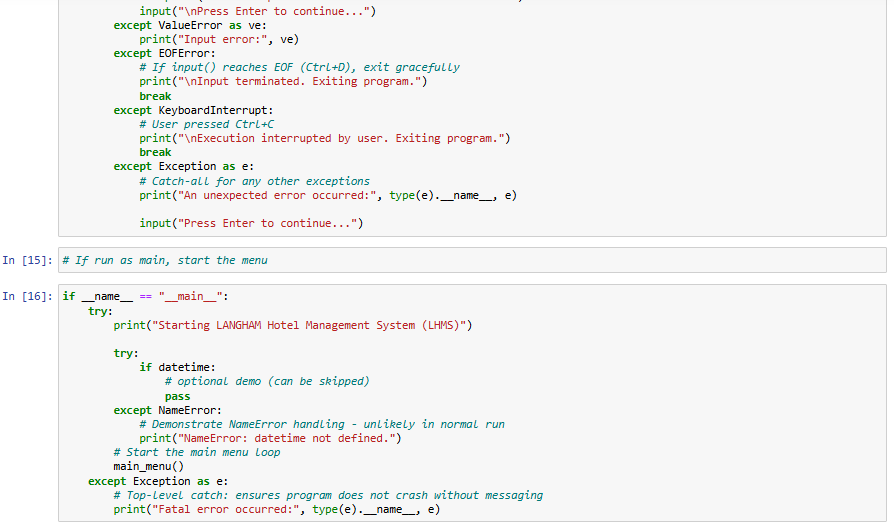 input("\nPress Enter to continue...")
except ValueError as ve:
print("Input error:", ve)
except EOFError:
# If input() reaches EOF (Ctrl+D), exit gracefully
print("\nInput terminated. Exiting program.")
break
except KeyboardInterrupt:
# User pressed Ctrl+C
print("\nExecution interrupted by user. Exiting program.")
break
except Exception as e:
# Catch-all for any other exceptions
print("An unexpected error occurred:", type(e).__name__, e)
input("Press Enter to continue...")
In [15]: # If run as main, start the menu
In [16]: if __name__ == "__main__":
try:
print("Starting LANGHAM Hotel Management System (LHMS)")
try:
if datetime:
# optional demo (can be skipped)
pass
except NameError:
# Demonstrate NameError handling - unlikely in normal run
print("NameError: datetime not defined.")
# Start the main menu loop
main_menu()
except Exception as e:
# Top-level catch: ensures program does not crash without messaging
print("Fatal error occurred:", type(e).__name__, e)